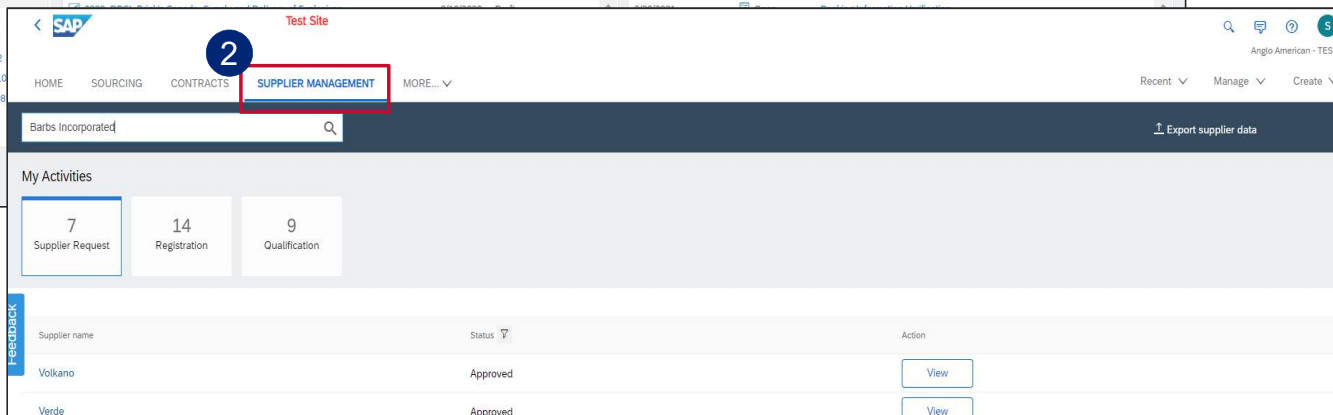 SAP
Test Site
2
Anglo American - TES
HOME SOURCING CONTRACTS SUPPLIER MANAGEMENT MORE...
Recent Manage Create
Barbs Incorporated
Export supplier data
My Activities
7 14 9
Supplier Request Registration Qualification
Feedback
Supplier name Status Action
Volkano Approved View
Verde Approved View